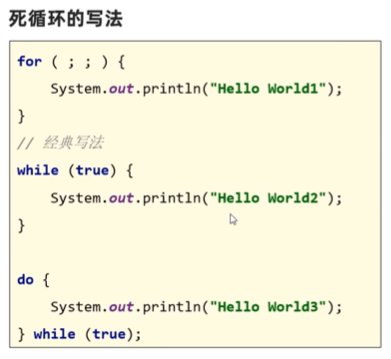 死循环的写法
for ( ; ; ) {
    System.out.println("Hello World1");
}
// 经典写法
while (true) {
    System.out.println("Hello World2");
}
do {
    System.out.println("Hello World3");
} while (true);